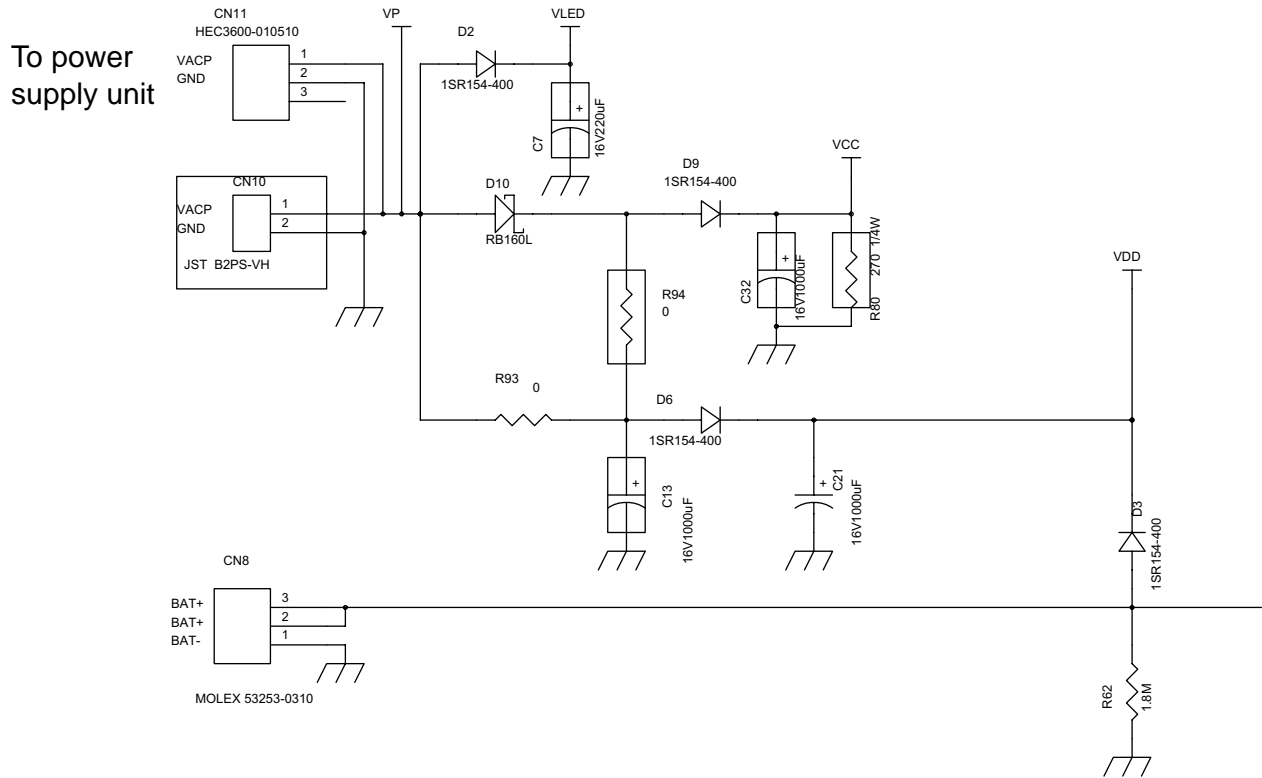 To power
supply unit
CN11
HEC3600-010510
VACP
GND
1
2
3
VP
D2
1SR154-400
VLED
+
C7
16V220uF
CN10
VACP
GND
1
2
JST B2PS-VH
D10
RB160L
D9
1SR154-400
VCC
+
C32
16V1000uF
R80
270 1/4W
R94
0
VDD
R93
0
D6
1SR154-400
+
C13
16V1000uF
+
C21
16V1000uF
D3
1SR154-400
CN8
BAT+
BAT+
BAT-
3
2
1
MOLEX 53253-0310
R62
1.8M